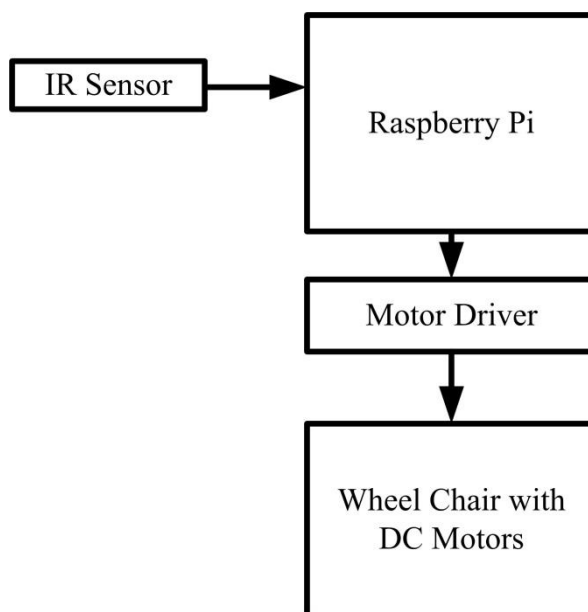 IR Sensor
Raspberry Pi
Motor Driver
Wheel Chair with
DC Motors